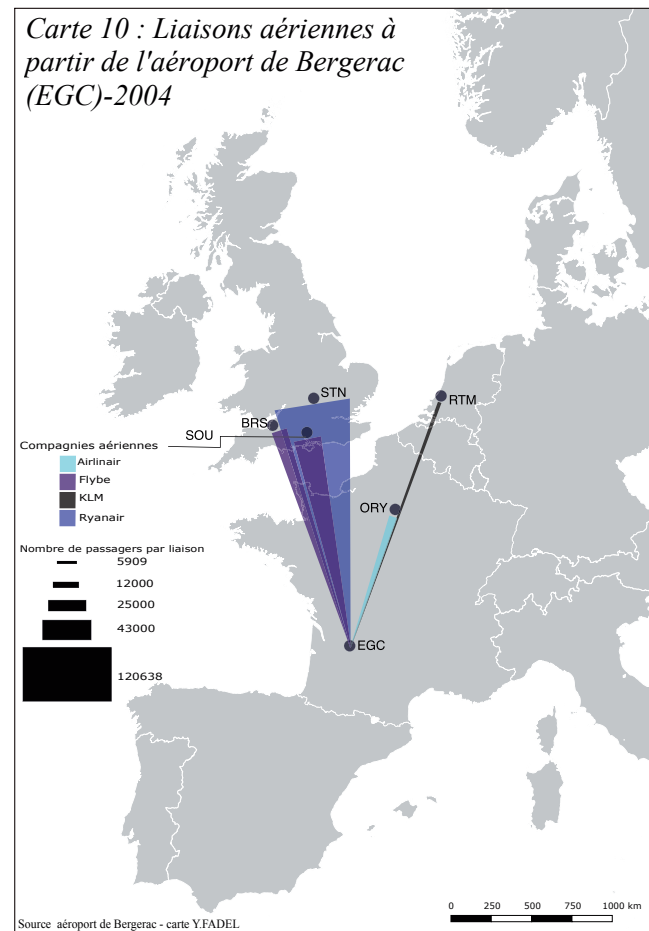 Carte 10 : Liaisons aériennes à
partir de l'aéroport de Bergerac
(EGC)-2004
STN
BRS
RTM
SOU
Compagnies aériennes
Airlinair
Flybe
KLM
Ryanair
ORY
Nombre de passagers par liaison
5909
12000
25000
43000
120638
EGC
0 250 500 750 1000 km
Source aéroport de Bergerac - carte Y.FADEL